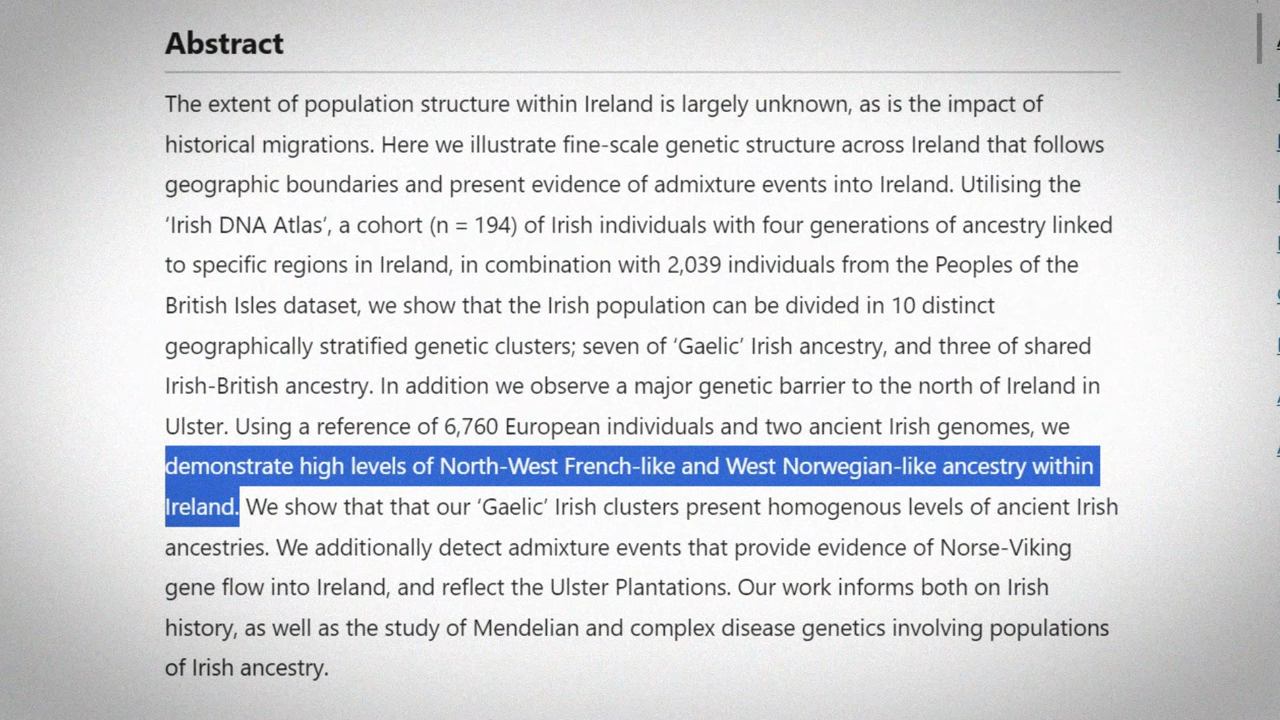 Abstract
The extent of population structure within Ireland is largely unknown, as is the impact of
historical migrations. Here we illustrate fine-scale genetic structure across Ireland that follows
geographic boundaries and present evidence of admixture events into Ireland. Utilising the
‘Irish DNA Atlas’, a cohort (n = 194) of Irish individuals with four generations of ancestry linked
to specific regions in Ireland, in combination with 2,039 individuals from the Peoples of the
British Isles dataset, we show that the Irish population can be divided in 10 distinct
geographically stratified genetic clusters; seven of ‘Gaelic’ Irish ancestry, and three of shared
Irish-British ancestry. In addition we observe a major genetic barrier to the north of Ireland in
Ulster. Using a reference of 6,760 European individuals and two ancient Irish genomes, we
demonstrate high levels of North-West French-like and West Norwegian-like ancestry within
Ireland. We show that that our ‘Gaelic’ Irish clusters present homogenous levels of ancient Irish
ancestries. We additionally detect admixture events that provide evidence of Norse-Viking
gene flow into Ireland, and reflect the Ulster Plantations. Our work informs both on Irish
history, as well as the study of Mendelian and complex disease genetics involving populations
of Irish ancestry.